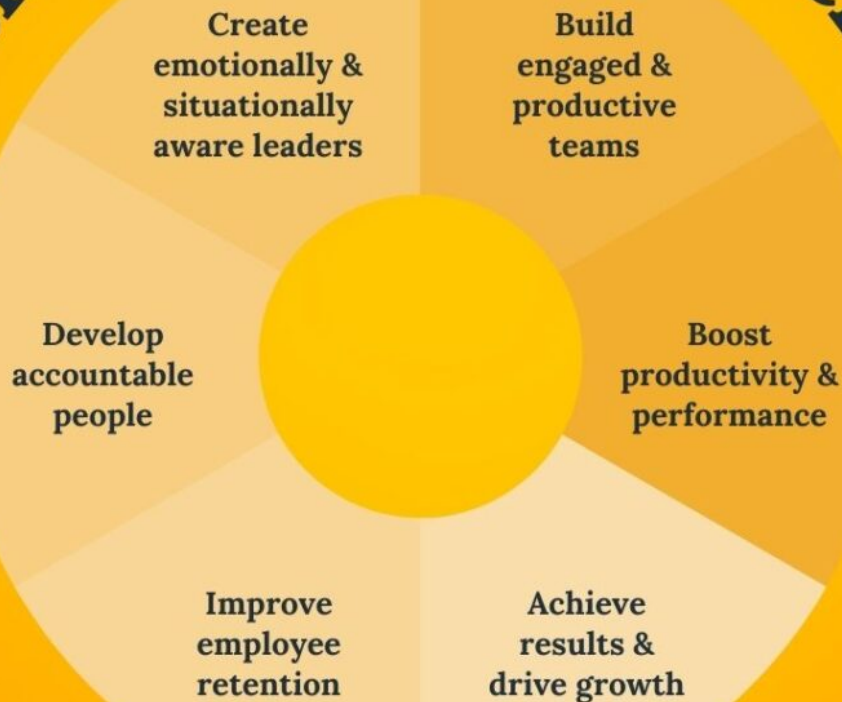 Create
emotionally &
situationally
aware leaders
Build
engaged &
productive
teams
Develop
accountable
people
Boost
productivity &
performance
Improve
employee
retention
Achieve
results &
drive growth